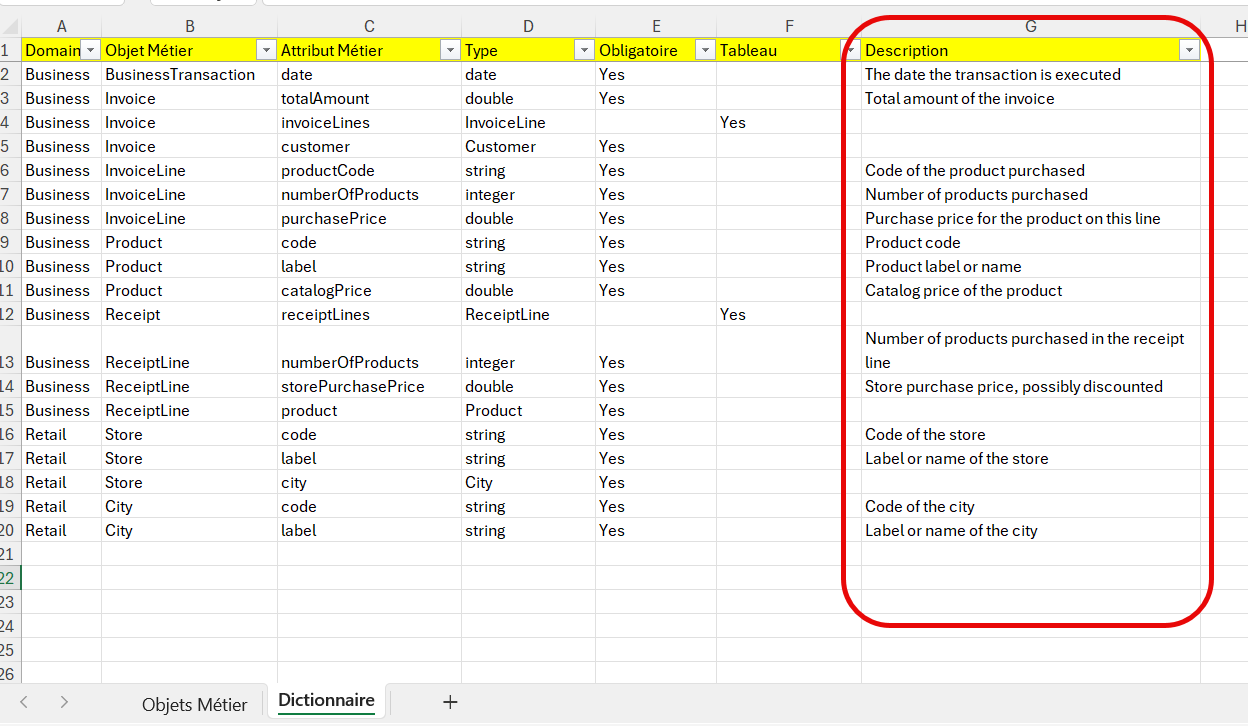 A B C D E F G H
1 Domain Objet Métier Attribut Métier Type Obligatoire Tableau Description
2 Business BusinessTransaction date date Yes The date the transaction is executed
3 Business Invoice totalAmount double Yes Total amount of the invoice
4 Business Invoice invoiceLines InvoiceLine Yes
5 Business Invoice customer Customer Yes
6 Business InvoiceLine productCode string Yes Code of the product purchased
7 Business InvoiceLine numberOfProducts integer Yes Number of products purchased
8 Business InvoiceLine purchasePrice double Yes Purchase price for the product on this line
9 Business Product code string Yes Product code
10 Business Product label string Yes Product label or name
11 Business Product catalogPrice double Yes Catalog price of the product
12 Business Receipt receiptLines ReceiptLine Yes
Number of products purchased in the receipt
13 Business ReceiptLine numberOfProducts integer Yes line
14 Business ReceiptLine storePurchasePrice double Yes Store purchase price, possibly discounted
15 Business ReceiptLine product Product Yes
16 Retail Store code string Yes Code of the store
17 Retail Store label string Yes Label or name of the store
18 Retail Store city City Yes
19 Retail City code string Yes Code of the city
20 Retail City label string Yes Label or name of the city
21
22
23
24
25
26
Objets Métier Dictionnaire +